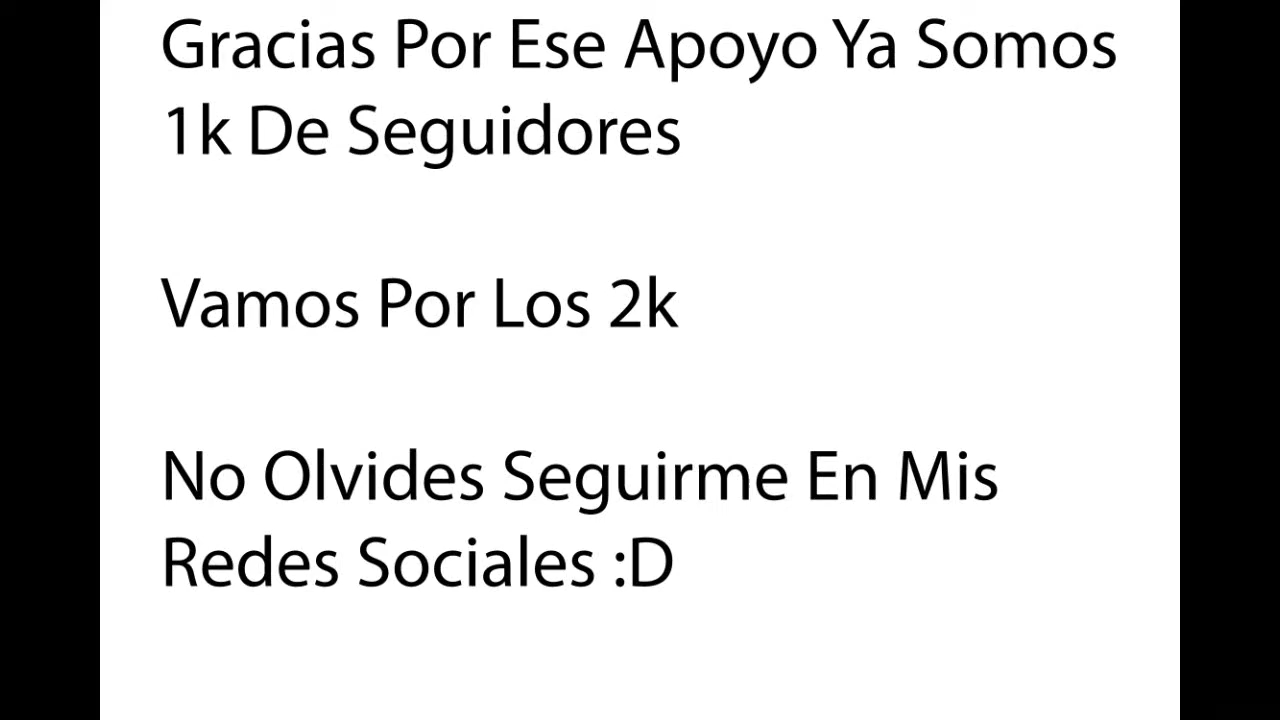 Gracias Por Ese Apoyo Ya Somos
1k De Seguidores
Vamos Por Los 2k
No Olvides Seguirme En Mis
Redes Sociales :D